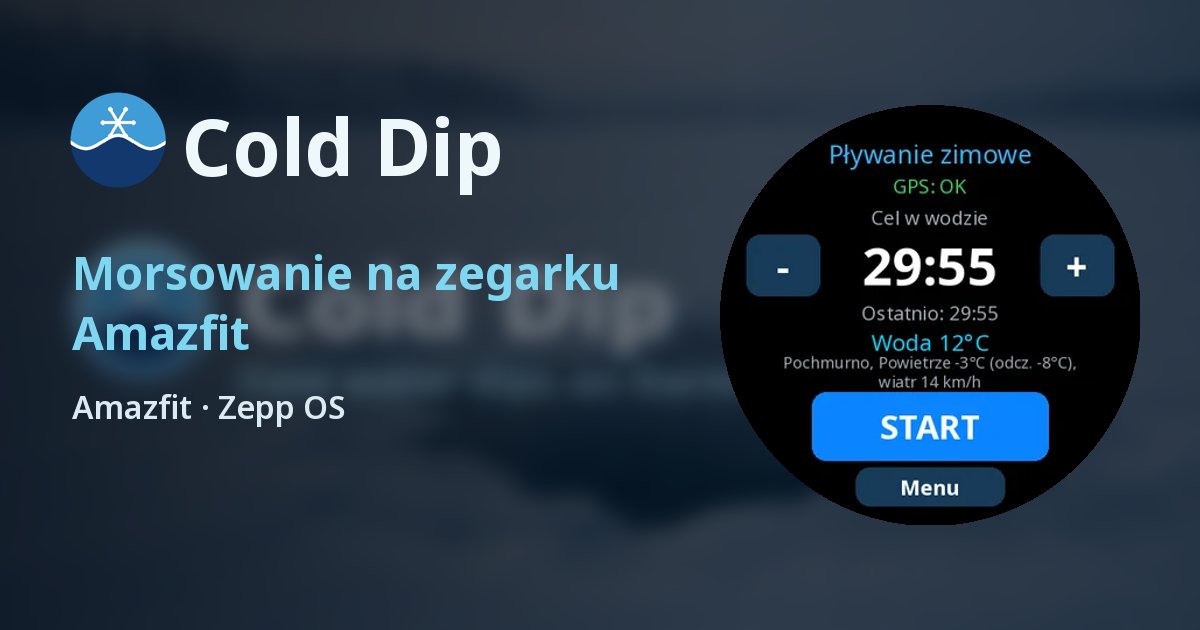 Cold Dip
Morsowanie na zegarku
Amazfit
Amazfit · Zepp OS
Pływanie zimowe
GPS: OK
Cel w wodzie
- 29:55 +
Ostatnio: 29:55
Woda 12°C
Pochmurno, Powietrze -3°C (odcz. -8°C),
wiatr 14 km/h
START
Menu